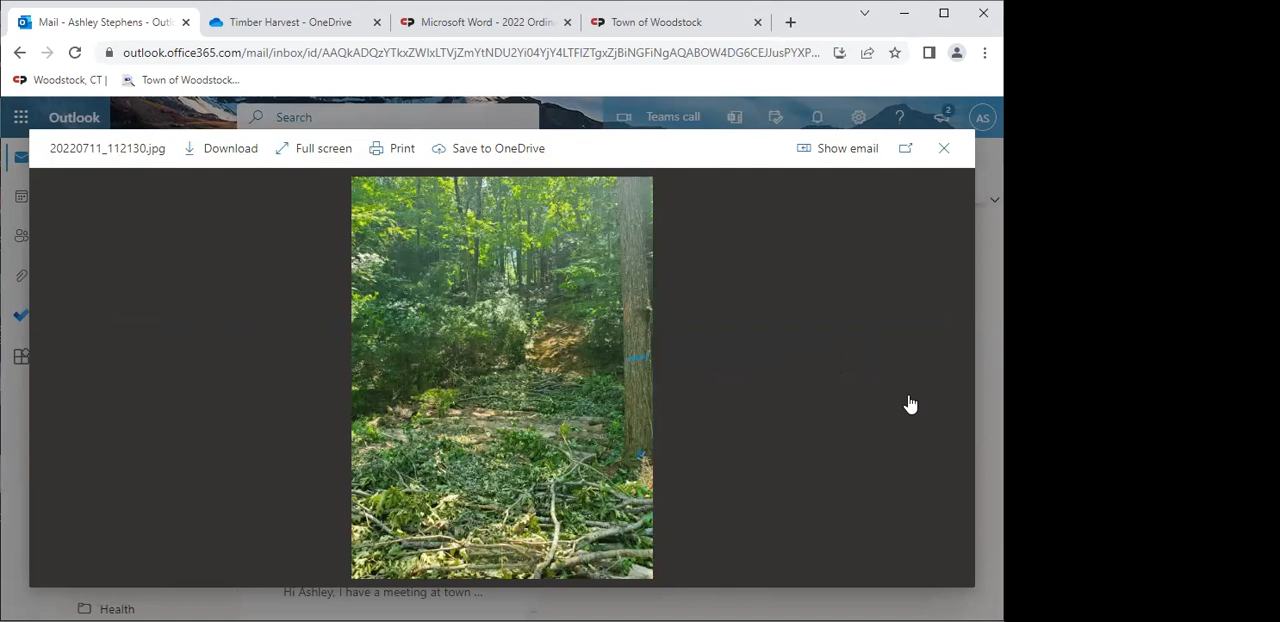 Mail - Ashley Stephens - Outl
Timber Harvest - OneDrive
Microsoft Word - 2022 Ordin
Town of Woodstock
outlook.office365.com/mail/inbox/id/AAQkADQzYTkxZWIxLTVjZmYtNDU2Yi04YjY4LTFlZTgxZjBiNGFiNgAQABOW4DG6CEJJusPYXP...
Woodstock, CT |
Town of Woodstock...
Outlook
Search
Teams call
2
AS
20220711_112130.jpg
Download
Full screen
Print
Save to OneDrive
Show email
Hi Ashley, I have a meeting at town ...
Health